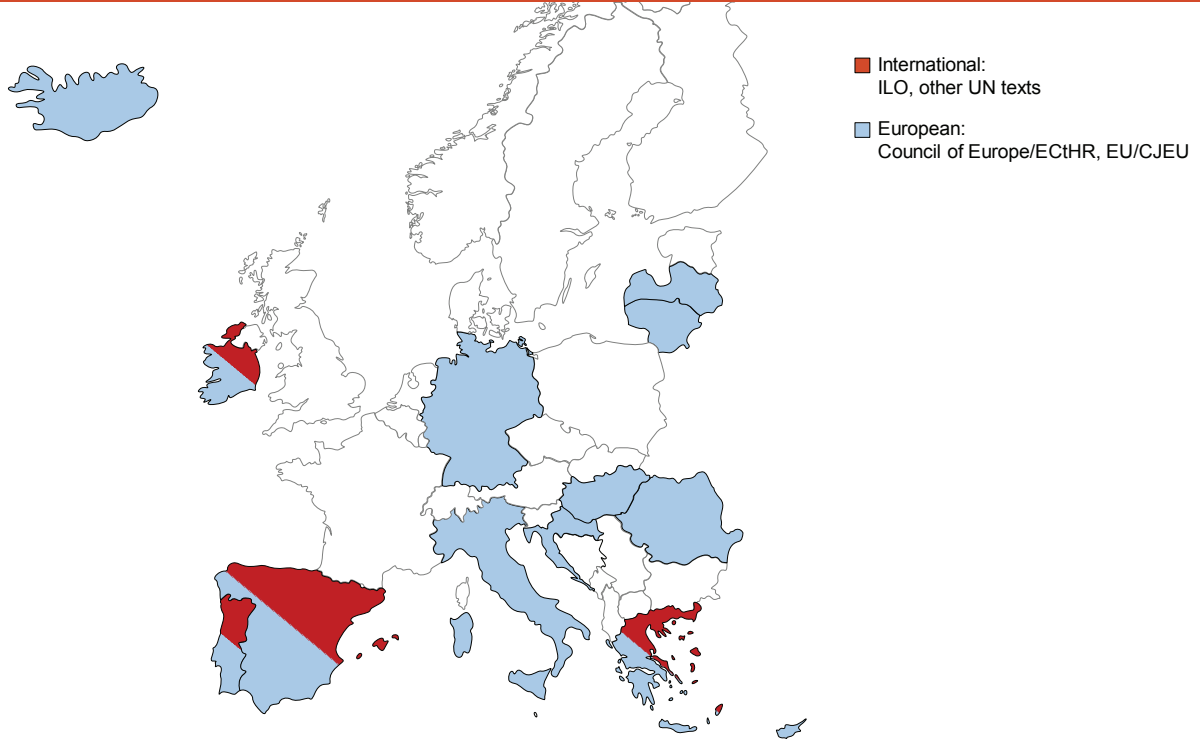 International:
ILO, other UN texts
European:
Council of Europe/ECtHR, EU/CJEU